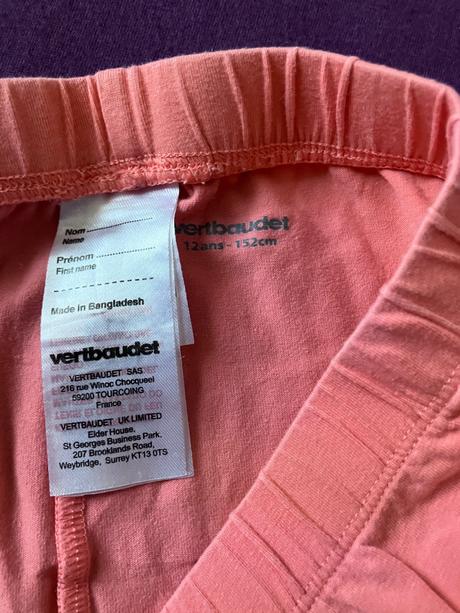 Nom
Name
Prénom
First name
Made in Bangladesh
vertbaudet
VERTBAUDET SAS
216 rue Winoc Chocqueel
59200 TOURCOING
France
VERTBAUDET UK LIMITED
Elder House,
St Georges Business Park,
207 Brooklands Road,
Weybridge, Surrey KT13 0TS
vertbaudet
12ans - 152cm